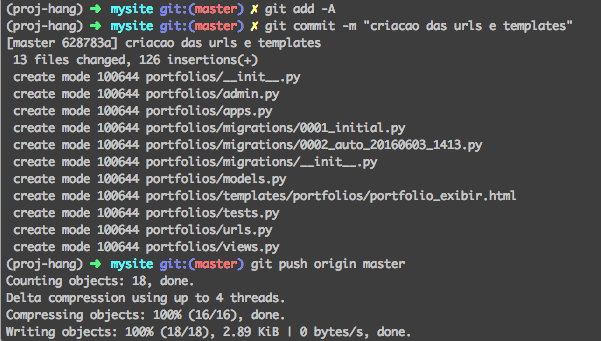 (proj-hang) ➜ mysite git:(master) ✗ git add -A
(proj-hang) ➜ mysite git:(master) ✗ git commit -m "criacao das urls e templates"
[master 628783a] criacao das urls e templates
 13 files changed, 126 insertions(+)
 create mode 100644 portfolios/__init__.py
 create mode 100644 portfolios/admin.py
 create mode 100644 portfolios/apps.py
 create mode 100644 portfolios/migrations/0001_initial.py
 create mode 100644 portfolios/migrations/0002_auto_20160603_1413.py
 create mode 100644 portfolios/migrations/__init__.py
 create mode 100644 portfolios/models.py
 create mode 100644 portfolios/templates/portfolios/portfolio_exibir.html
 create mode 100644 portfolios/tests.py
 create mode 100644 portfolios/urls.py
 create mode 100644 portfolios/views.py
(proj-hang) ➜ mysite git:(master) git push origin master
Counting objects: 18, done.
Delta compression using up to 4 threads.
Compressing objects: 100% (16/16), done.
Writing objects: 100% (18/18), 2.89 KiB | 0 bytes/s, done.